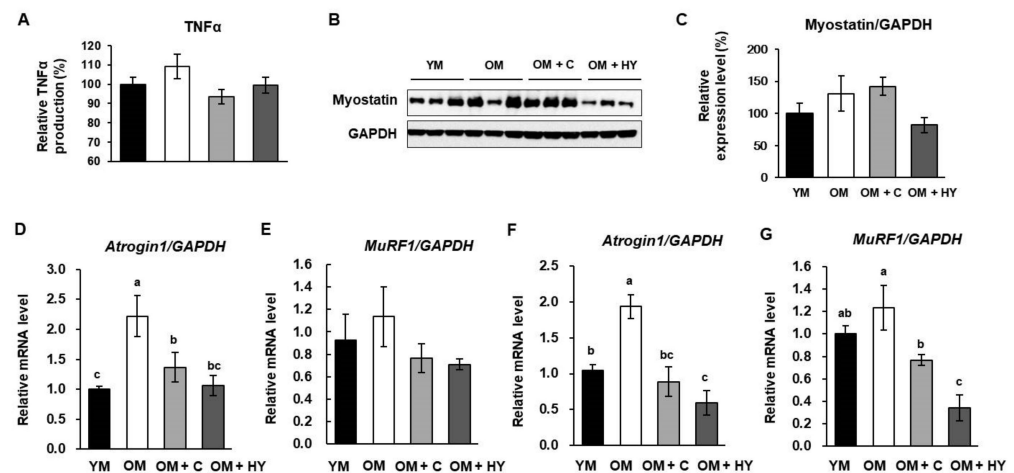 A
TNFα
Relative TNFα
production (%)
120
110
100
90
80
70
60
B
YM OM OM + C OM + HY
Myostatin
GAPDH
C
Myostatin/GAPDH
Relative
expression level (%)
200
150
100
50
0
YM OM OM + C OM + HY
D
Atrogin1/GAPDH
Relative mRNA level
3.0
2.5
2.0
1.5
1.0
0.5
0.0
c a b bc
YM OM OM + C OM + HY
E
MuRF1/GAPDH
Relative mRNA level
1.6
1.4
1.2
1.0
0.8
0.6
0.4
0.2
0.0
YM OM OM + C OM + HY
F
Atrogin1/GAPDH
Relative mRNA level
2.5
2.0
1.5
1.0
0.5
0.0
b a bc c
YM OM OM + C OM + HY
G
MuRF1/GAPDH
Relative mRNA level
1.6
1.4
1.2
1.0
0.8
0.6
0.4
0.2
0.0
ab a b c
YM OM OM + C OM + HY